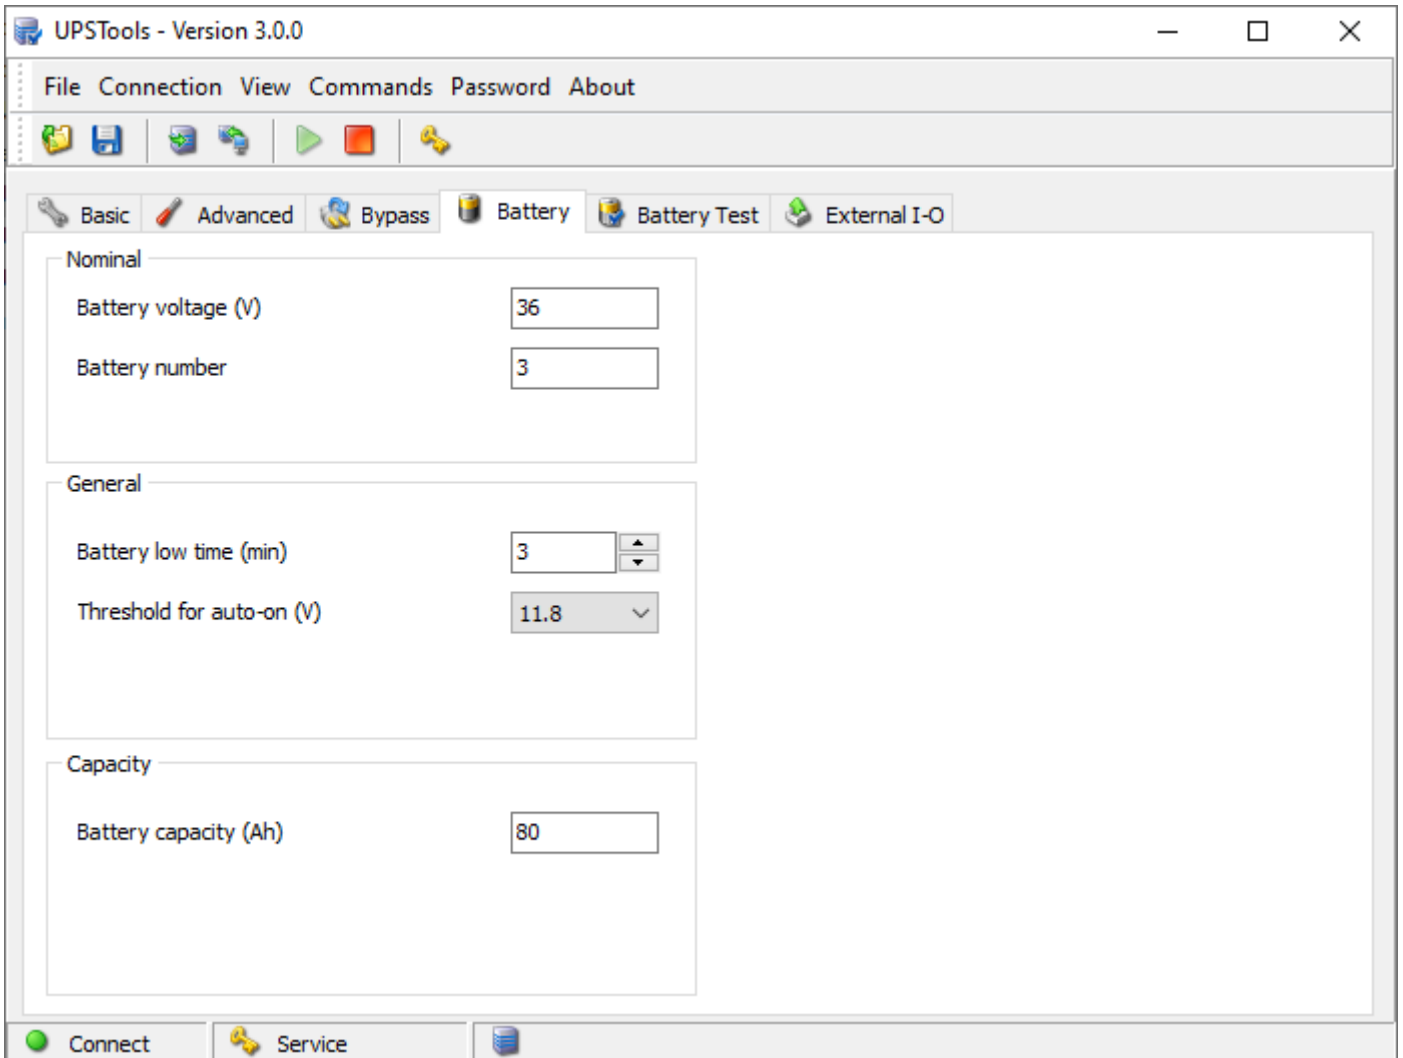 UPSTools - Version 3.0.0
File Connection View Commands Password About
Basic Advanced Bypass Battery Battery Test External I-O
Nominal
Battery voltage (V) 36
Battery number 3
General
Battery low time (min) 3
Threshold for auto-on (V) 11.8
Capacity
Battery capacity (Ah) 80
Connect Service